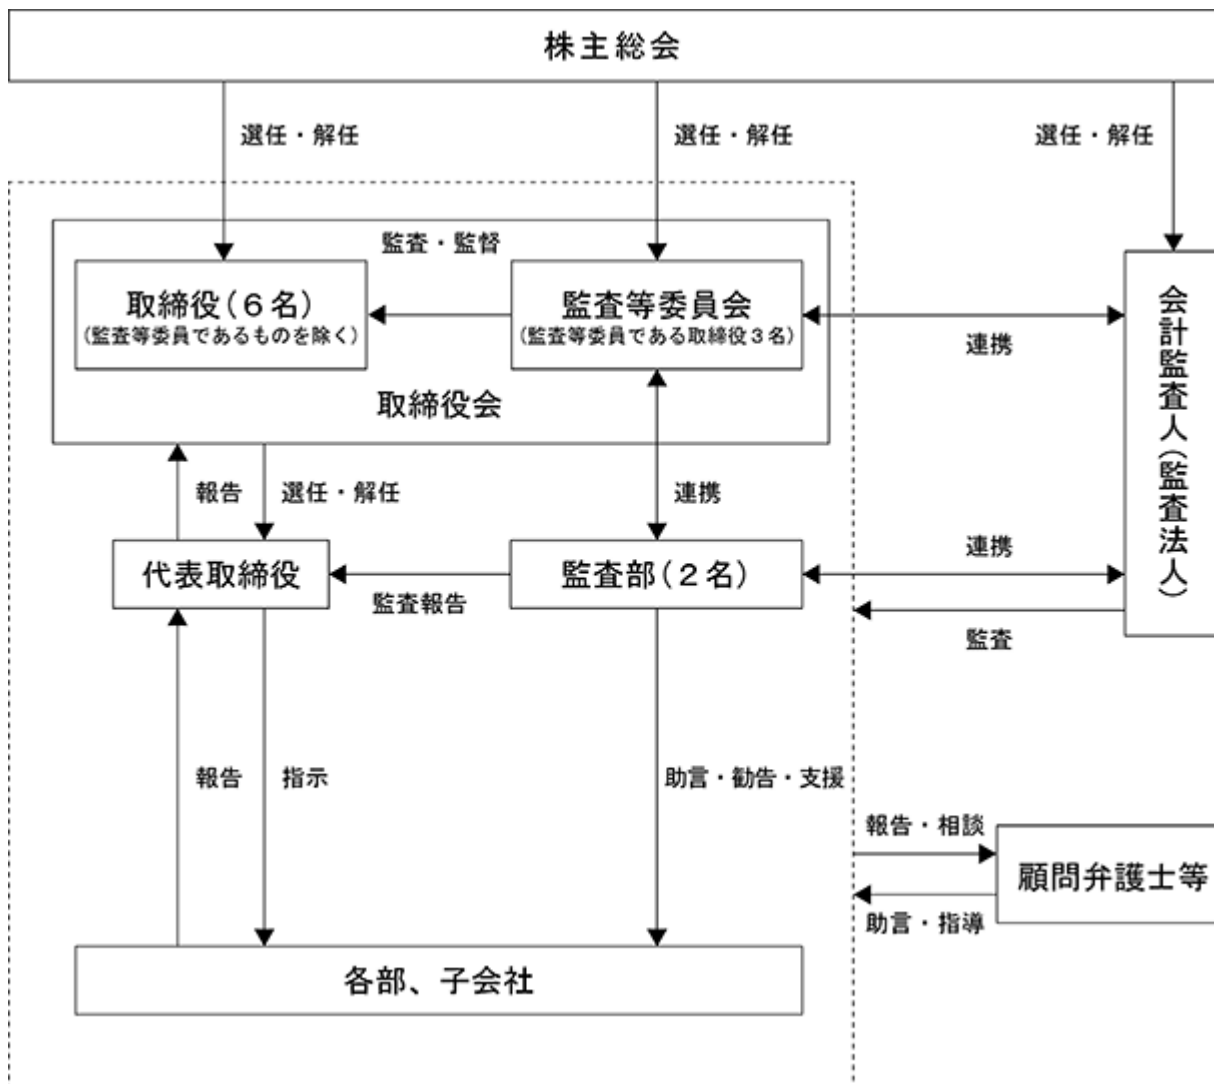 株主総会
選任・解任
選任・解任
選任・解任
監査・監督
取締役(6名)
(監査等委員であるものを除く)
監査等委員会
(監査等委員である取締役3名)
連携
取締役会
会計監査人(監査法人)
報告
選任・解任
連携
代表取締役
監査報告
監査部(2名)
連携
監査
報告
指示
助言・勧告・支援
報告・相談
顧問弁護士等
助言・指導
各部、子会社